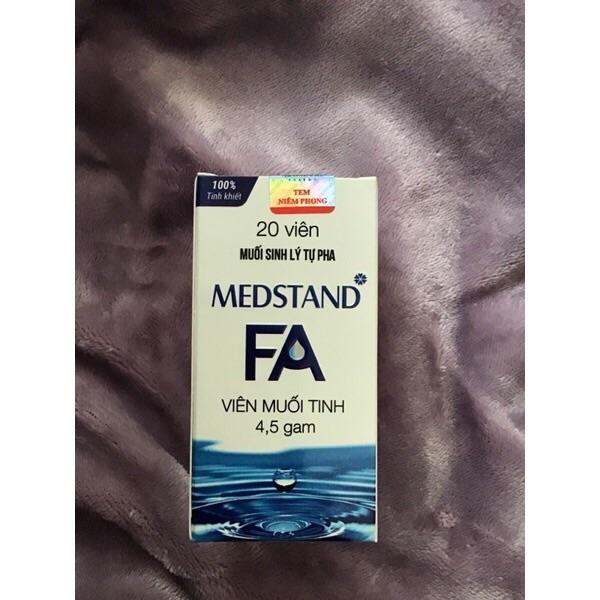 100%
Tinh khiết
TEM
NIÊM PHONG
20 viên
MUỐI SINH LÝ TỰ PHA
MEDSTAND
FA
VIÊN MUỐI TINH
4,5 gam